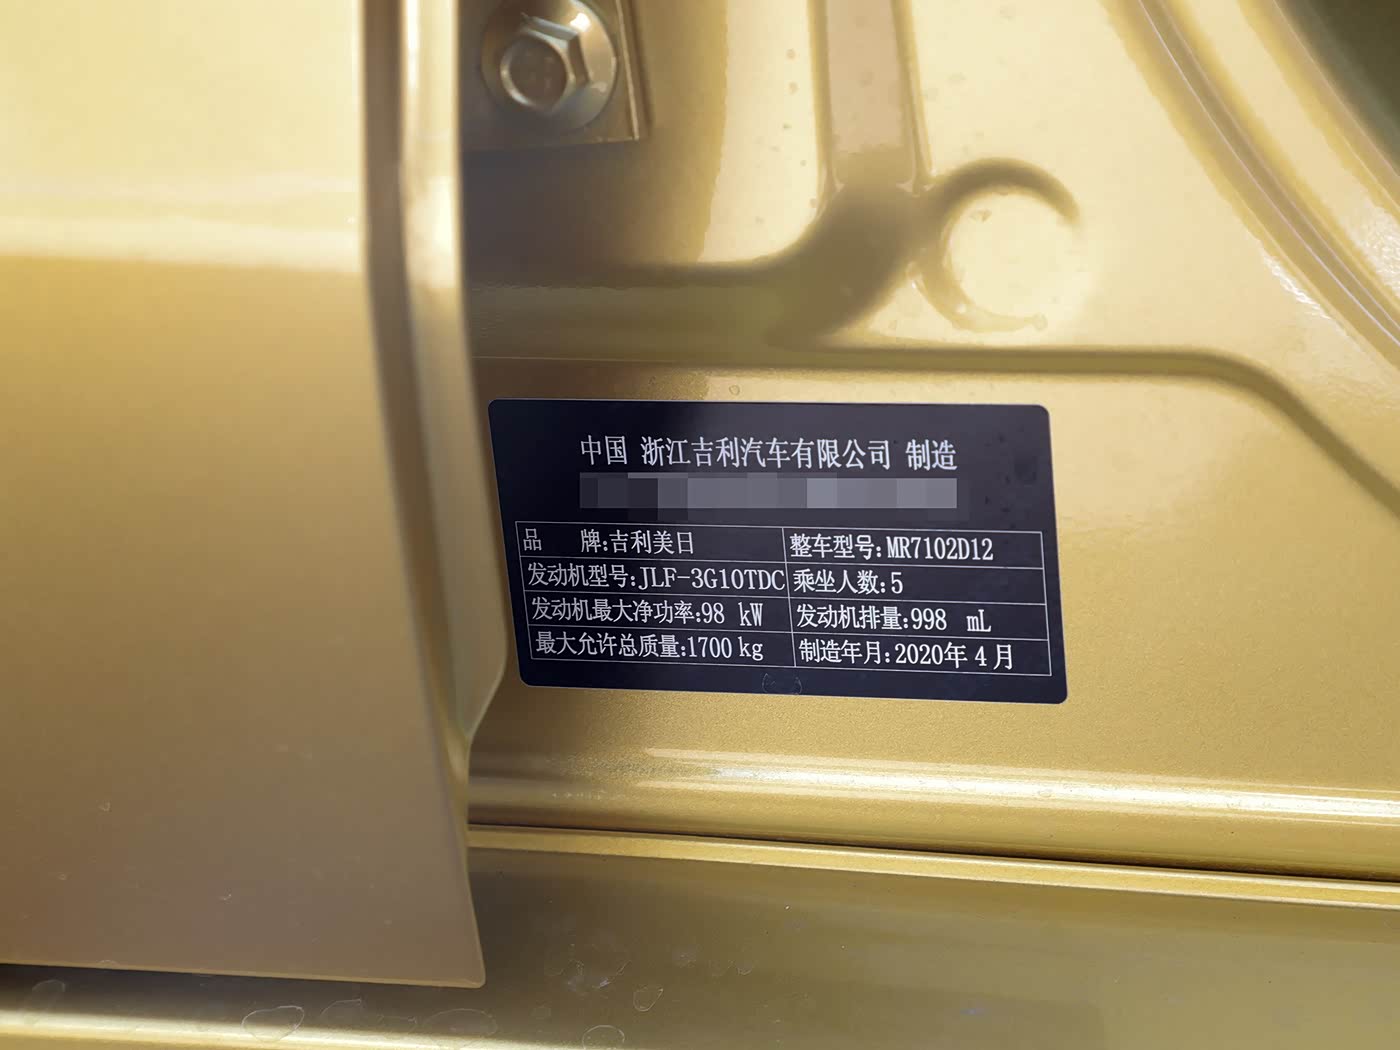 中国 浙江吉利汽车有限公司 制造
品 牌:吉利美日 整车型号:MR7102D12
发动机型号:JLF-3G10TDC 乘坐人数:5
发动机最大净功率:98 kW 发动机排量:998 mL
最大允许总质量:1700 kg 制造年月:2020年 4 月